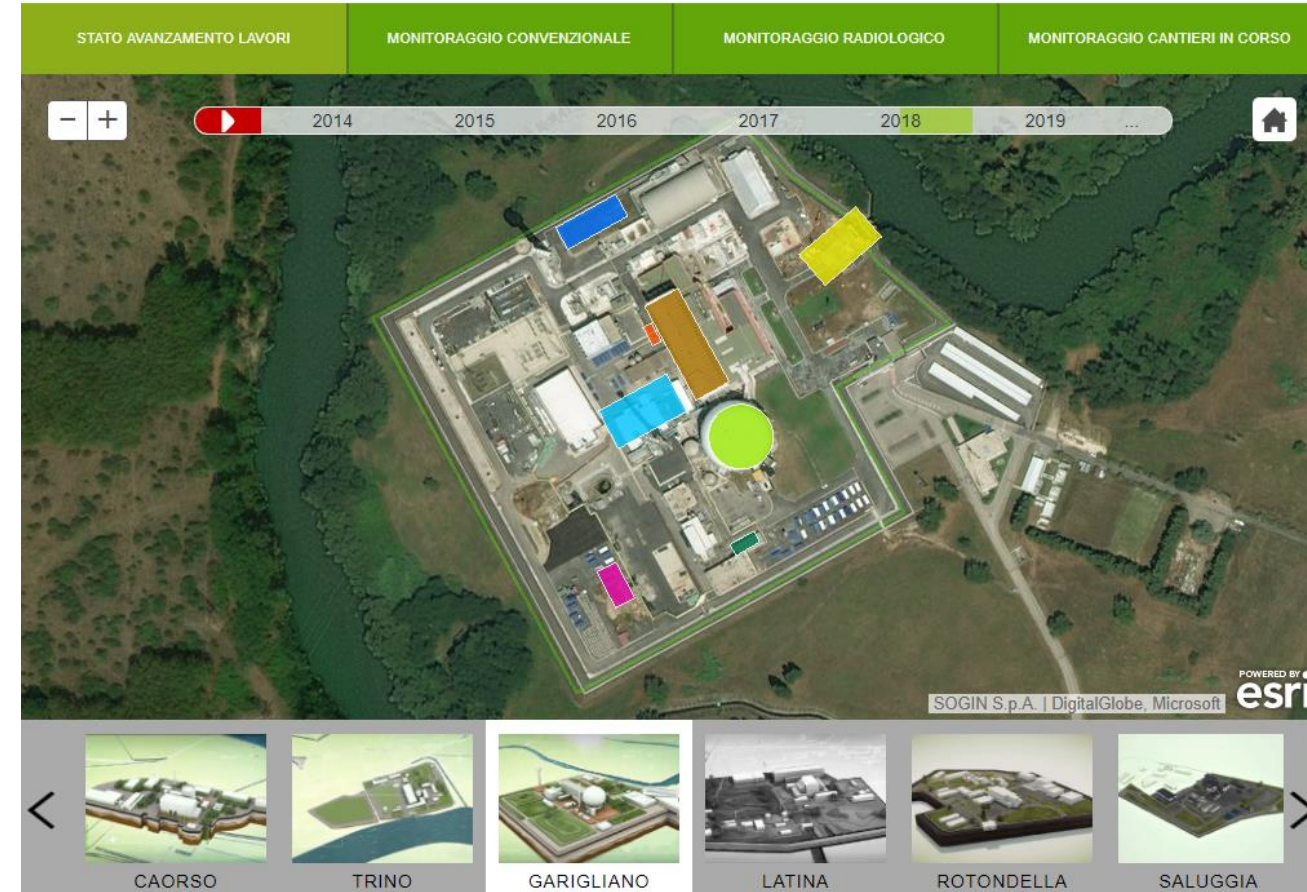 STATO AVANZAMENTO LAVORI MONITORAGGIO CONVENZIONALE MONITORAGGIO RADIOLOGICO MONITORAGGIO CANTIERI IN CORSO
− + 2014 2015 2016 2017 2018 2019 ...
POWERED BY
esri
SOGIN S.p.A. | DigitalGlobe, Microsoft
CAORSO TRINO GARIGLIANO LATINA ROTONDELLA SALUGGIA